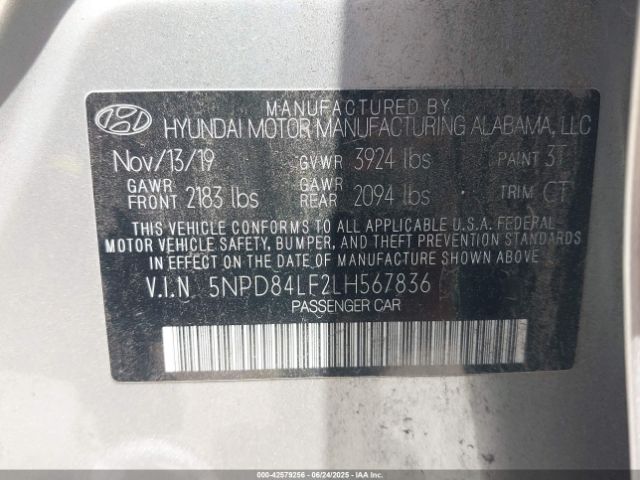 MANUFACTURED BY
HYUNDAI MOTOR MANUFACTURING ALABAMA, LLC
Nov/13/19 GVWR 3924 lbs PAINT 3T
GAWR FRONT 2183 lbs GAWR REAR 2094 lbs TRIM CT
THIS VEHICLE CONFORMS TO ALL APPLICABLE U.S.A. FEDERAL
MOTOR VEHICLE SAFETY, BUMPER, AND THEFT PREVENTION STANDARDS
IN EFFECT ON THE DATE OF MANUFACTURE SHOWN ABOVE
V.I.N 5NPD84LF2LH567836
PASSENGER CAR
000-42579256 - 06/24/2025 - IAAI.COM